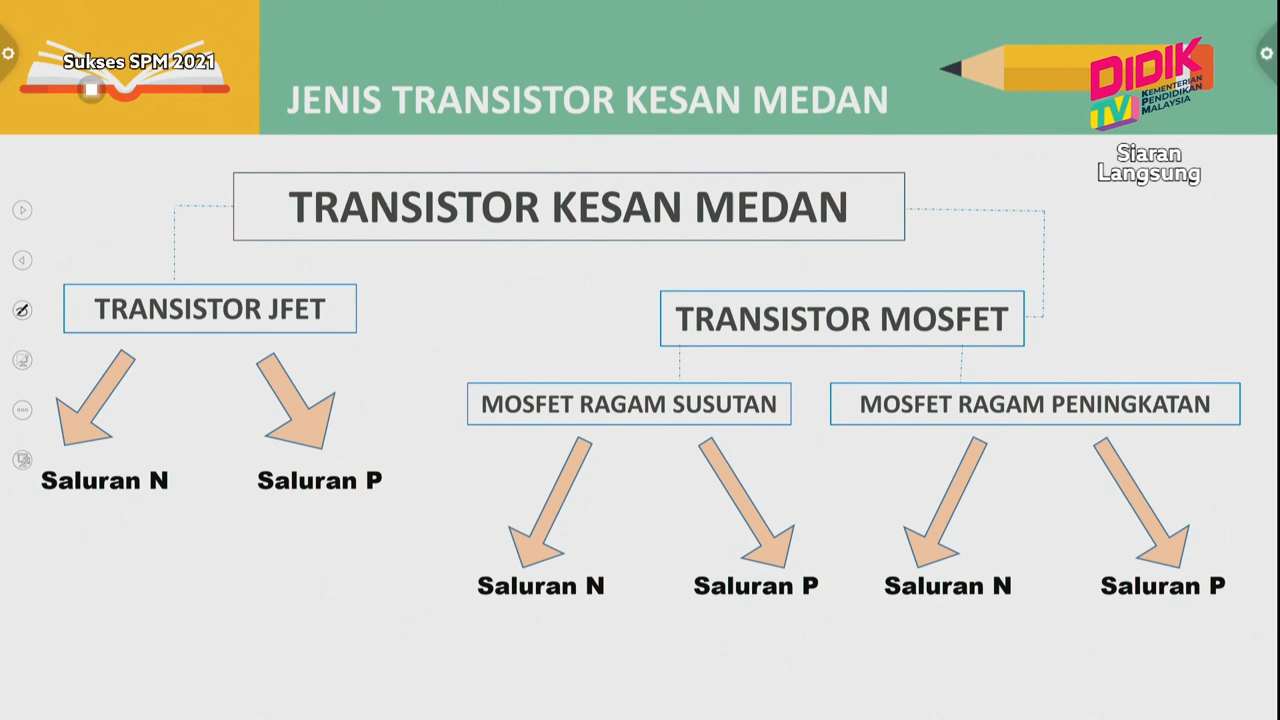 Sukses SPM 2021
JENIS TRANSISTOR KESAN MEDAN
DIDIK
TV
KEMENTERIAN
PENDIDIKAN
MALAYSIA
Siaran
Langsung
TRANSISTOR KESAN MEDAN
TRANSISTOR JFET
TRANSISTOR MOSFET
MOSFET RAGAM SUSUTAN
MOSFET RAGAM PENINGKATAN
Saluran N
Saluran P
Saluran N
Saluran P
Saluran N
Saluran P